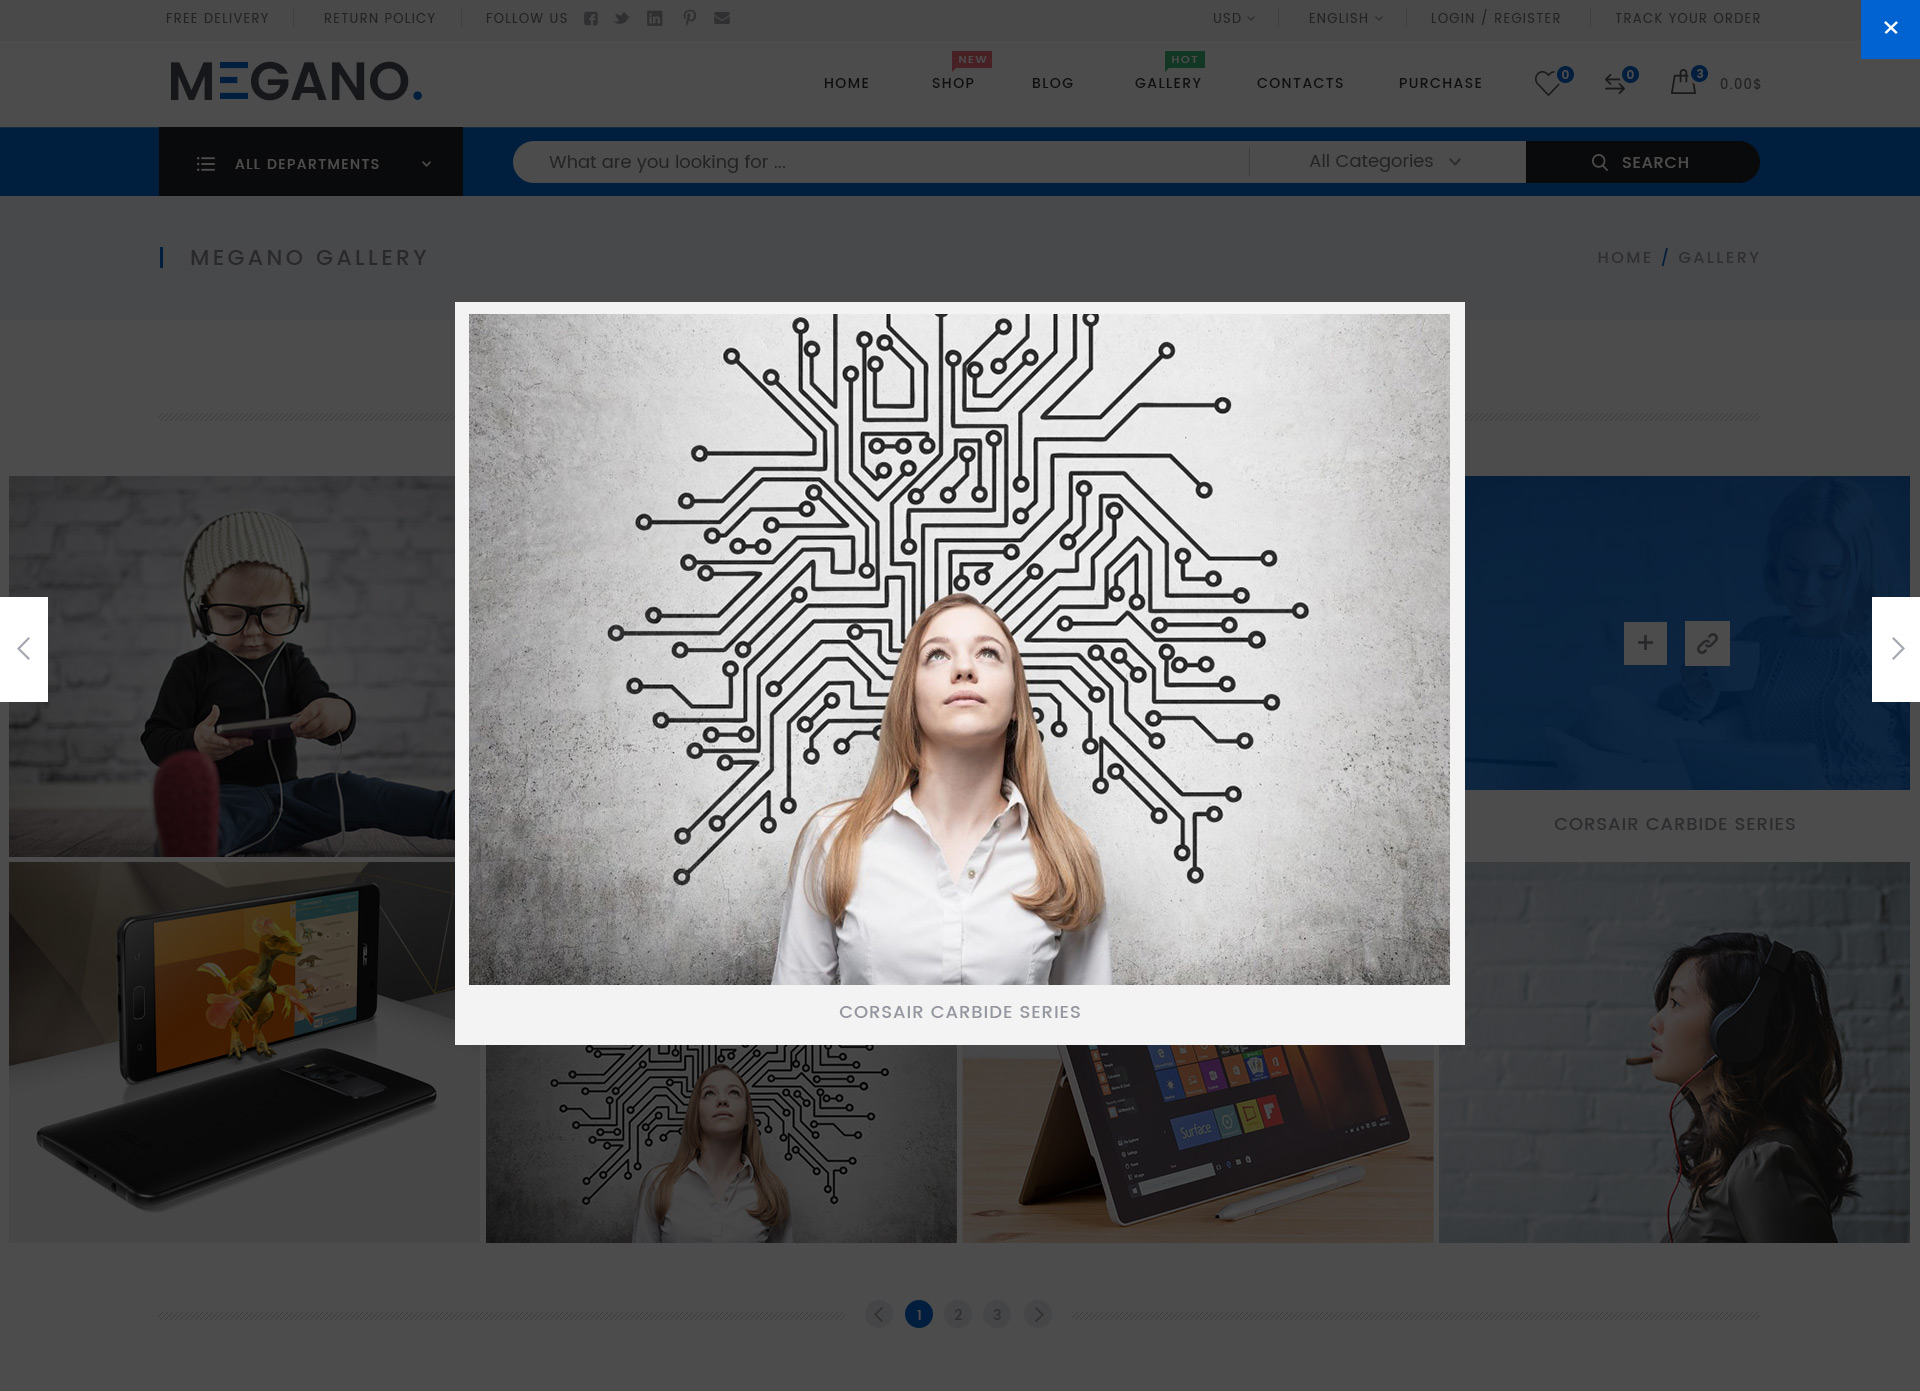 FREE DELIVERY
RETURN POLICY
FOLLOW US
USD
ENGLISH
LOGIN / REGISTER
TRACK YOUR ORDER
MEGANO.
HOME
NEW
SHOP
BLOG
HOT
GALLERY
CONTACTS
PURCHASE
0
0
3
0.00$
ALL DEPARTMENTS
What are you looking for ...
All Categories
SEARCH
MEGANO GALLERY
HOME / GALLERY
CORSAIR CARBIDE SERIES
CORSAIR CARBIDE SERIES
Surface
1
2
3